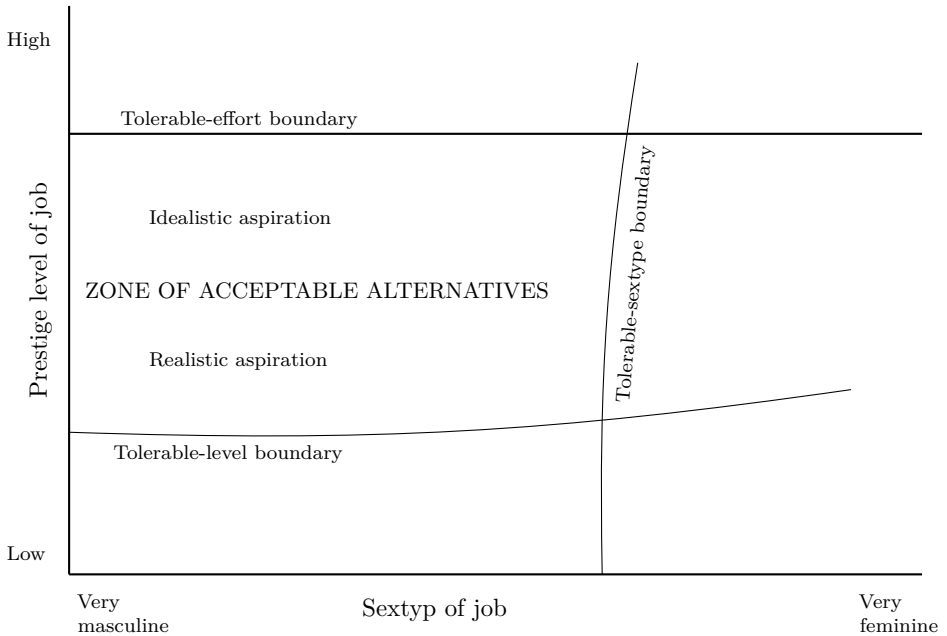 High
Tolerable-effort boundary
Idealistic aspiration
Prestige level of job
ZONE OF ACCEPTABLE ALTERNATIVES
Tolerable-sextype boundary
Realistic aspiration
Tolerable-level boundary
Low
Very
masculine
Sextyp of job
Very
feminine